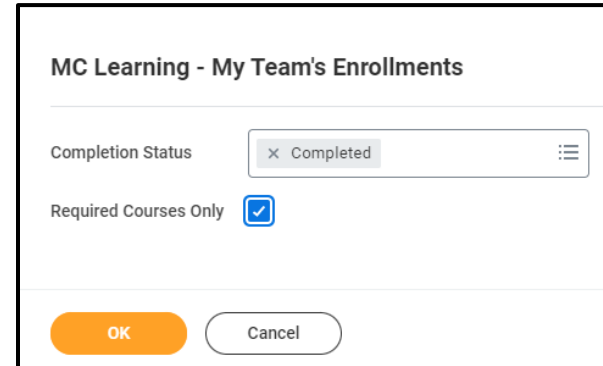 MC Learning - My Team's Enrollments
Completion Status
× Completed
Required Courses Only
OK
Cancel